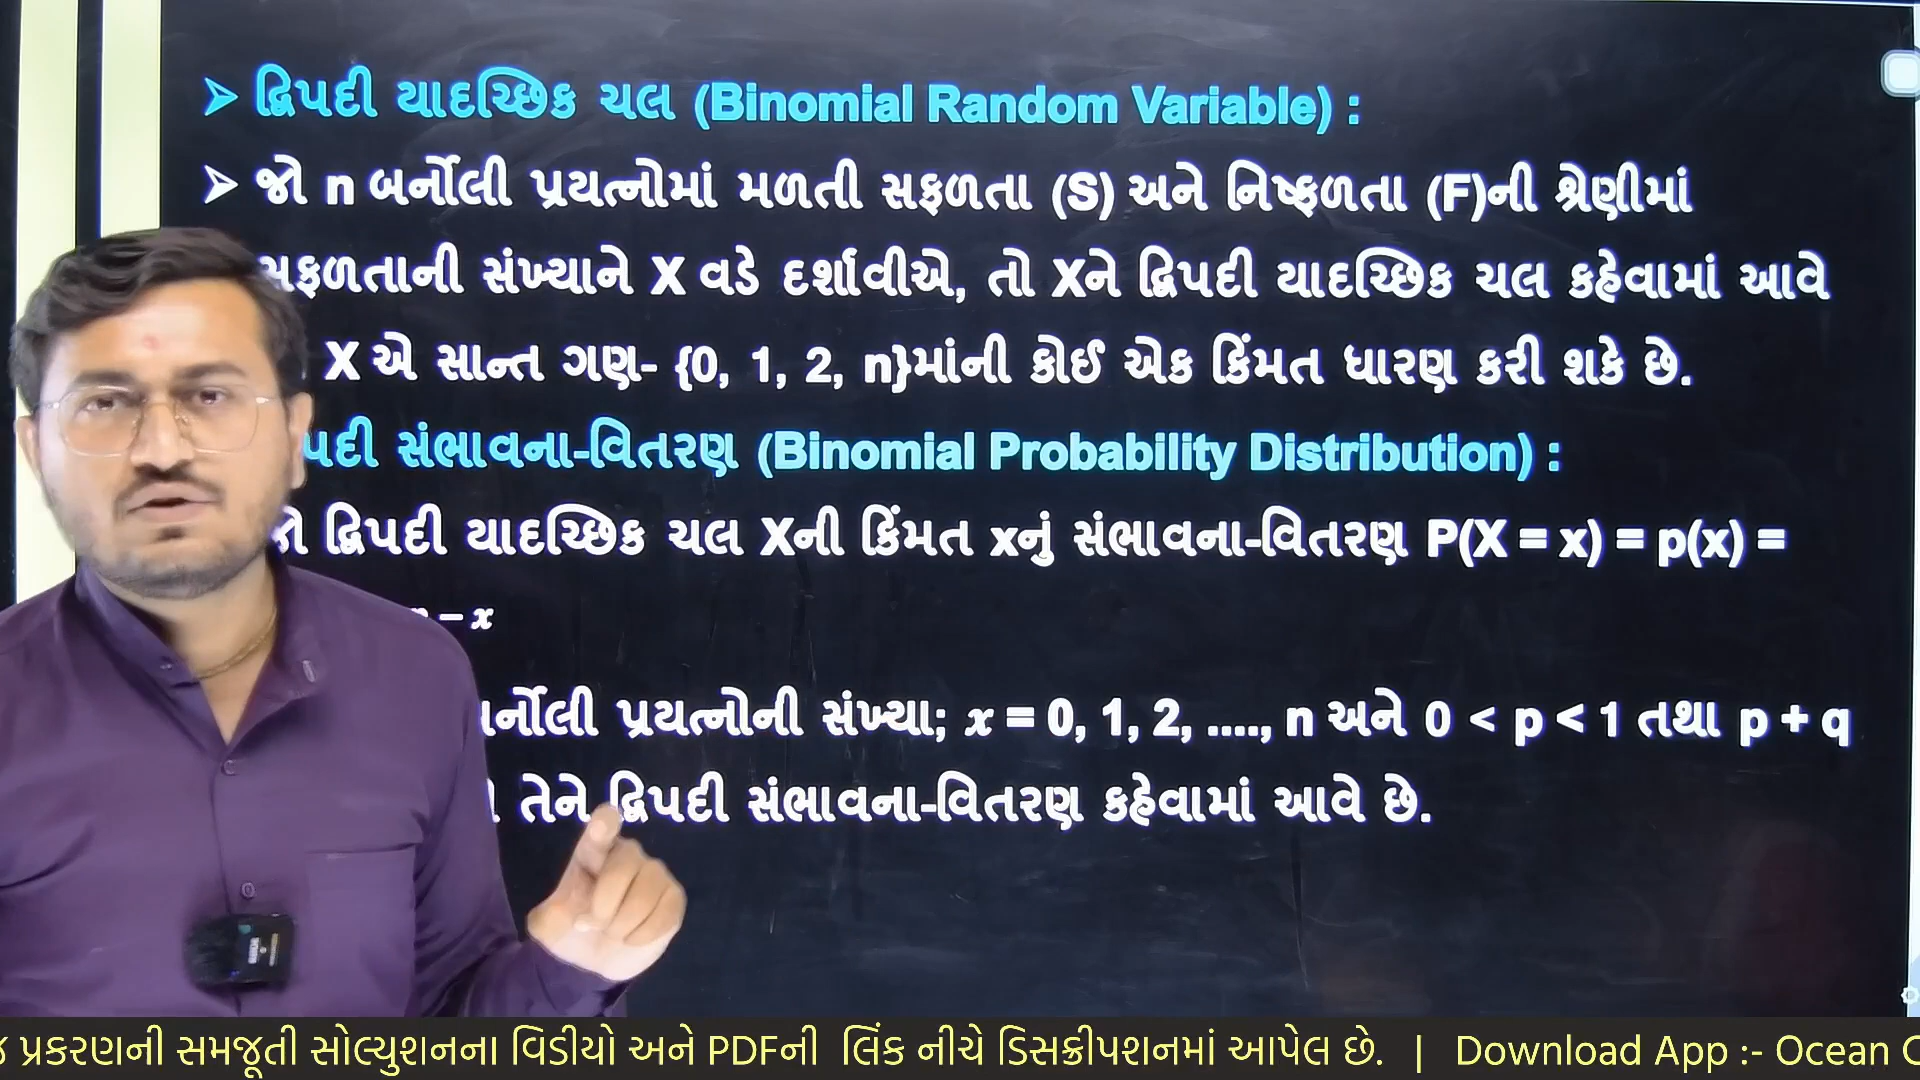 ➤ દ્વિપદી યાદચ્છિક ચલ (Binomial Random Variable) :
➤ જો n બર્નોલી પ્રયત્નોમાં મળતી સફળતા (S) અને નિષ્ફળતા (F)ની શ્રેણીમાં
સફળતાની સંખ્યાને X વડે દર્શાવીએ, તો Xને દ્વિપદી યાદચ્છિક ચલ કહેવામાં આવે
X એ સાન્ત ગણ- {0, 1, 2, n}માંની કોઈ એક કિંમત ધારણ કરી શકે છે.
સંભાવના-વિતરણ (Binomial Probability Distribution) :
દ્વિપદી યાદચ્છિક ચલ Xની કિંમત xનું સંભાવના-વિતરણ P(X = x) = p(x) =
– x
પ્રયત્નોની સંખ્યા; x = 0, 1, 2, ...., n અને 0 < p < 1 તથા p + q
તેને દ્વિપદી સંભાવના-વિતરણ કહેવામાં આવે છે.
પ્રકરણની સમજૂતી સોલ્યુશનના વિડીયો અને PDFની લિંક નીચે ડિસક્રીપશનમાં આપેલ છે. | Download App :- Ocean